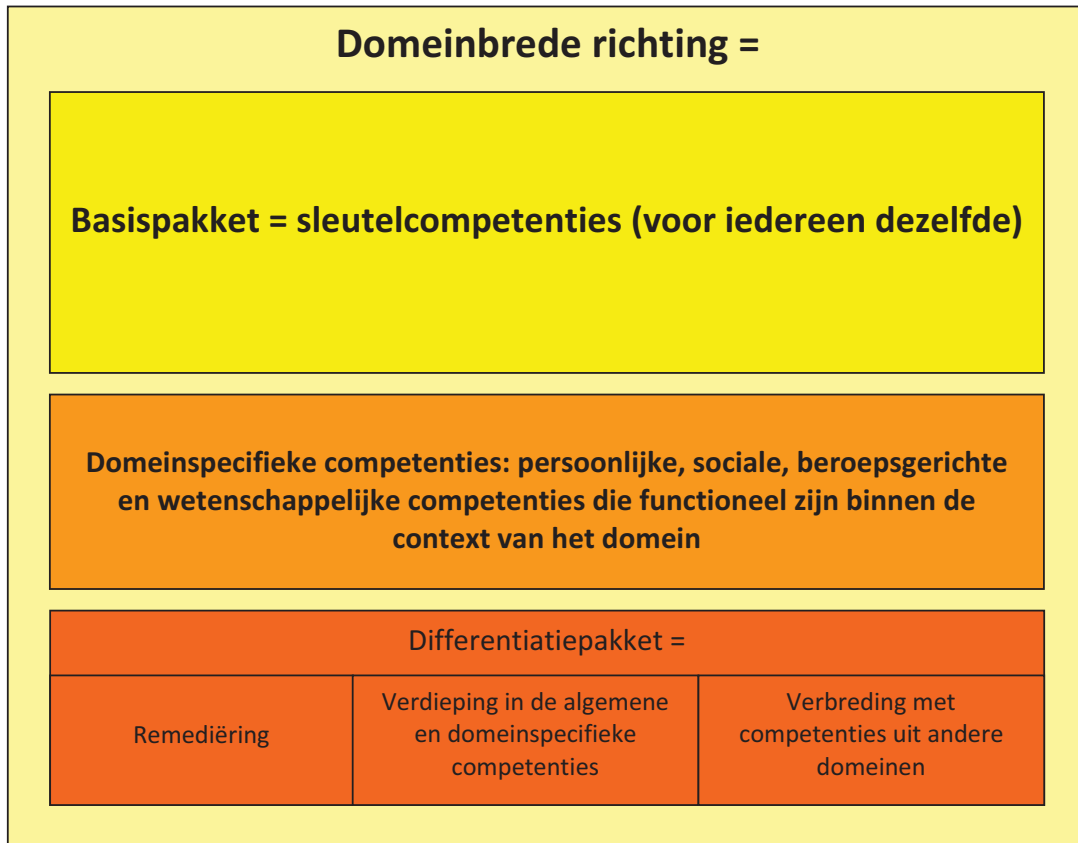 Domeinbrede richting =
Basispakket = sleutelcompetenties (voor iedereen dezelfde)
Domeinspecifieke competenties: persoonlijke, sociale, beroepsgerichte
en wetenschappelijke competenties die functioneel zijn binnen de
context van het domein
Differentiatiepakket =
Remediëring
Verdieping in de algemene
en domeinspecifieke
competenties
Verbreding met
competenties uit andere
domeinen